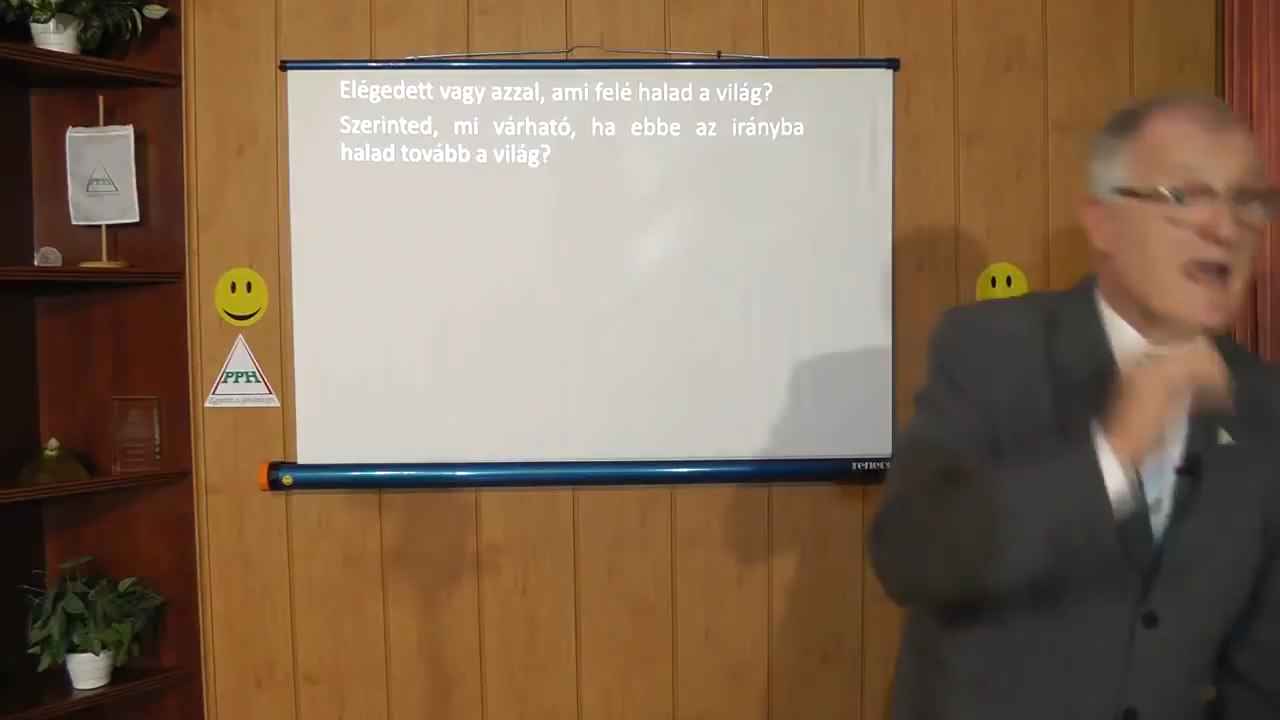 Elégedett vagy azzal, ami felé halad a világ?
Szerinted, mi várható, ha ebbe az irányba
halad tovább a világ?
PPH